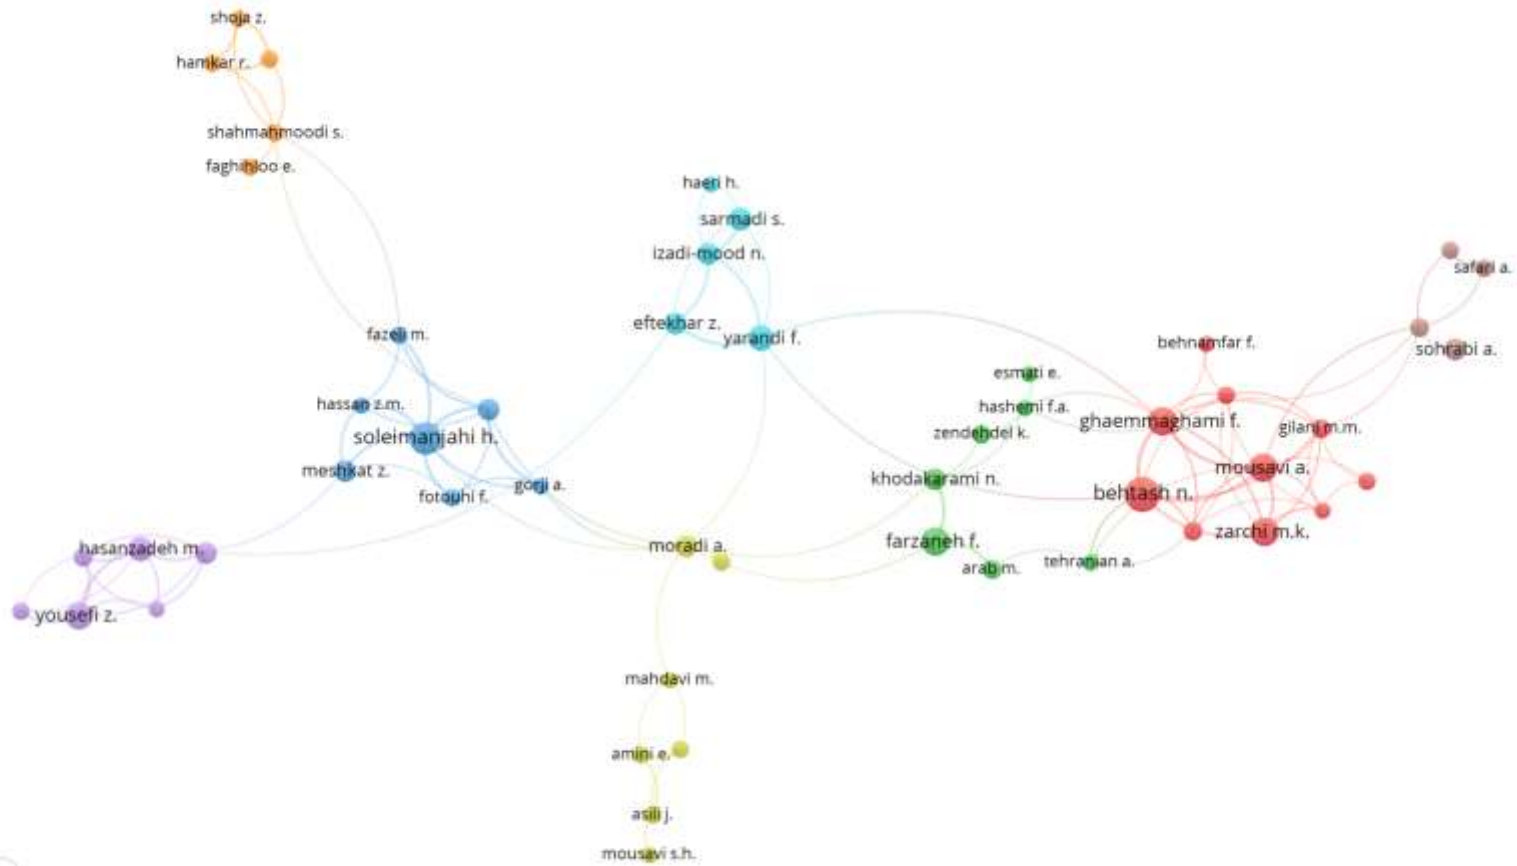 shoja z.
hamkar r.
shahmahmoodi s.
faghihloo e.
haeri h.
sarmadi s.
izadi-mood n.
eftekhar z.
yarandi f.
safari a.
sohrabi a.
fazeli m.
hassan z.m.
soleimanjahi h.
meshkat z.
fotouhi f.
gorji a.
behnamfar f.
esmati e.
hashemi f.a.
zendehdel k.
khodakarami n.
ghaemmaghami f.
gilani m.m.
mousavi a.
behtash n.
zarchi m.k.
farzaneh f.
arab m.
tehranian a.
hasanzadeh m.
yousefi z.
moradi a.
mahdavi m.
amini e.
asili j.
mousavi s.h.